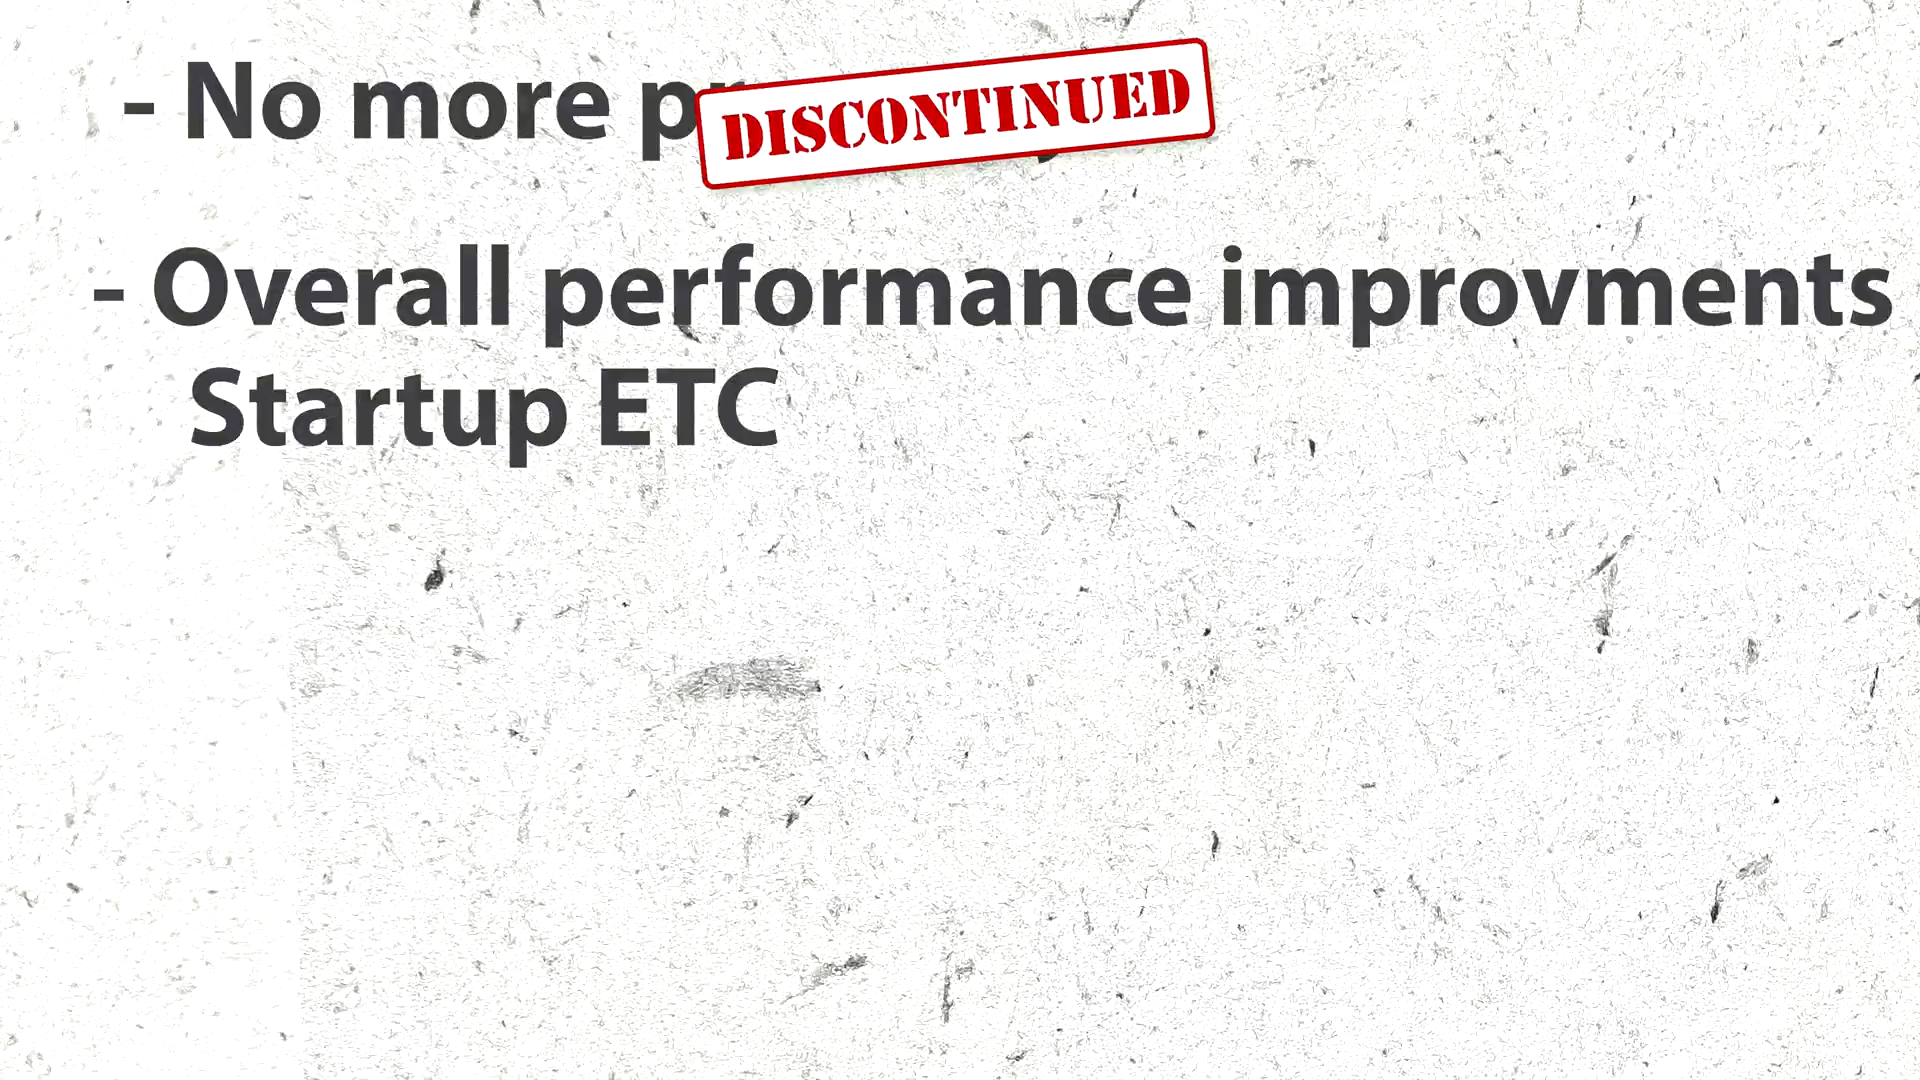 - No more
DISCONTINUED
- Overall performance improvments
Startup ETC